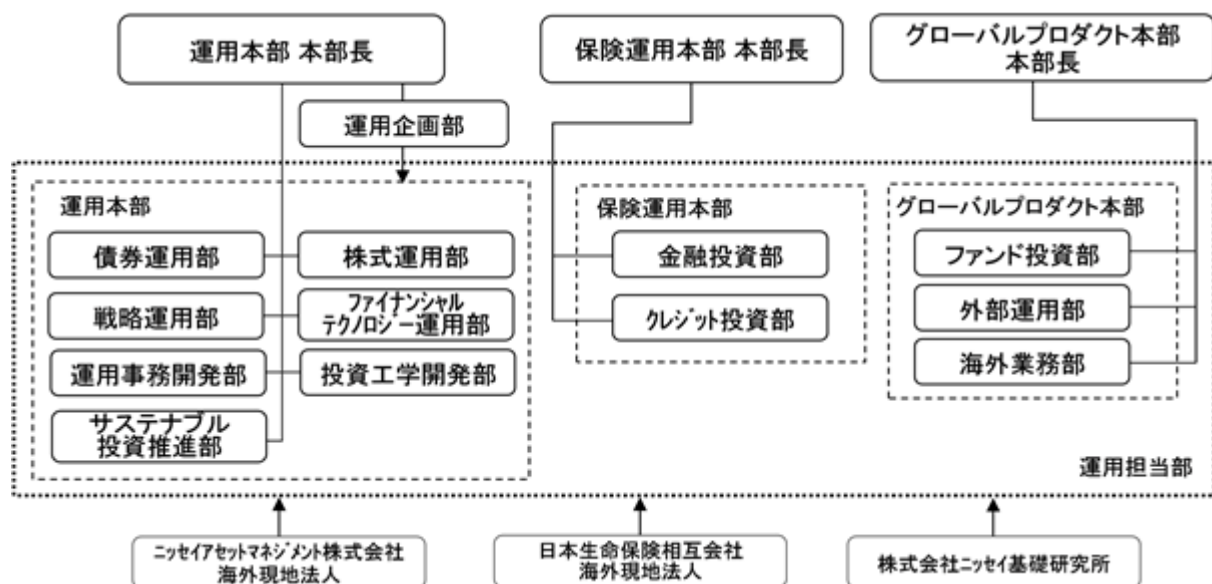 運用本部 本部長
保険運用本部 本部長
グローバルプロダクト本部
本部長
運用企画部
運用本部
債券運用部
株式運用部
戦略運用部
ファイナンシャル
テクノロジー運用部
運用事務開発部
投資工学開発部
サステナブル
投資推進部
保険運用本部
金融投資部
クレジット投資部
グローバルプロダクト本部
ファンド投資部
外部運用部
海外業務部
運用担当部
ニッセイアセットマネジメント株式会社
海外現地法人
日本生命保険相互会社
海外現地法人
株式会社ニッセイ基礎研究所